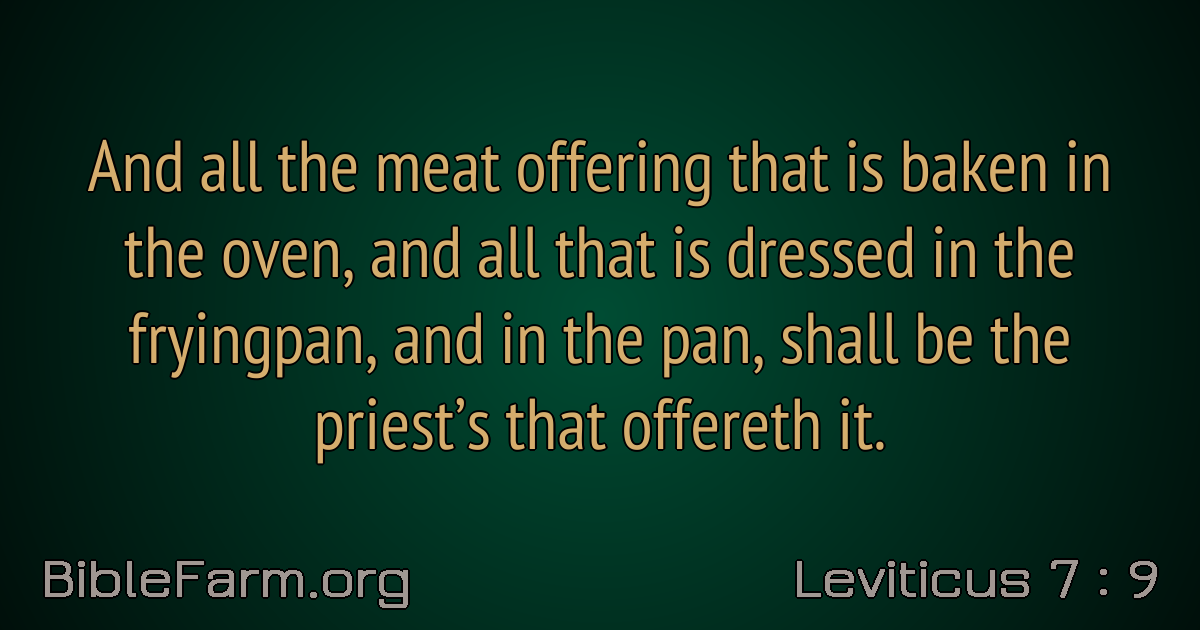 And all the meat offering that is baken in
the oven, and all that is dressed in the
fryingpan, and in the pan, shall be the
priest’s that offereth it.
BibleFarm.org
Leviticus 7 : 9